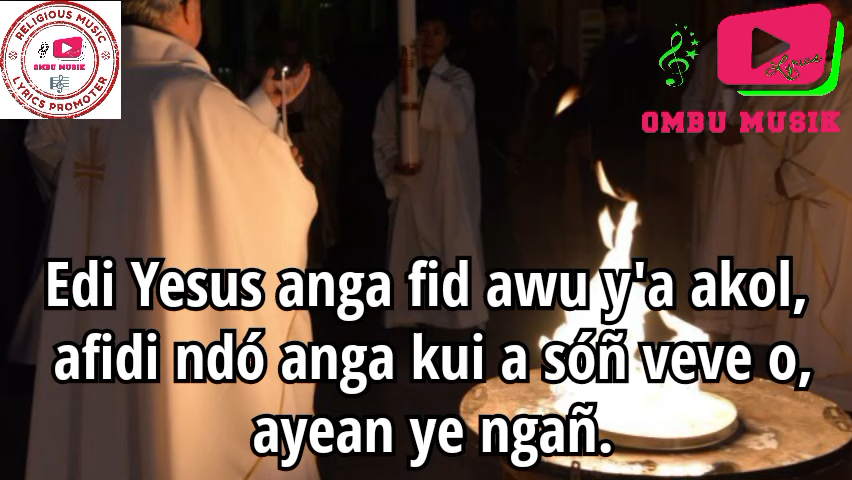 RELIGIOUS MUSIC
OMBU MUSIK
LYRICS PROMOTER
Lyrics
OMBU MUSIK
Edi Yesus anga fid awu y'a akol,
afidi ndó anga kui a sóñ veve o,
ayean ye ngañ.